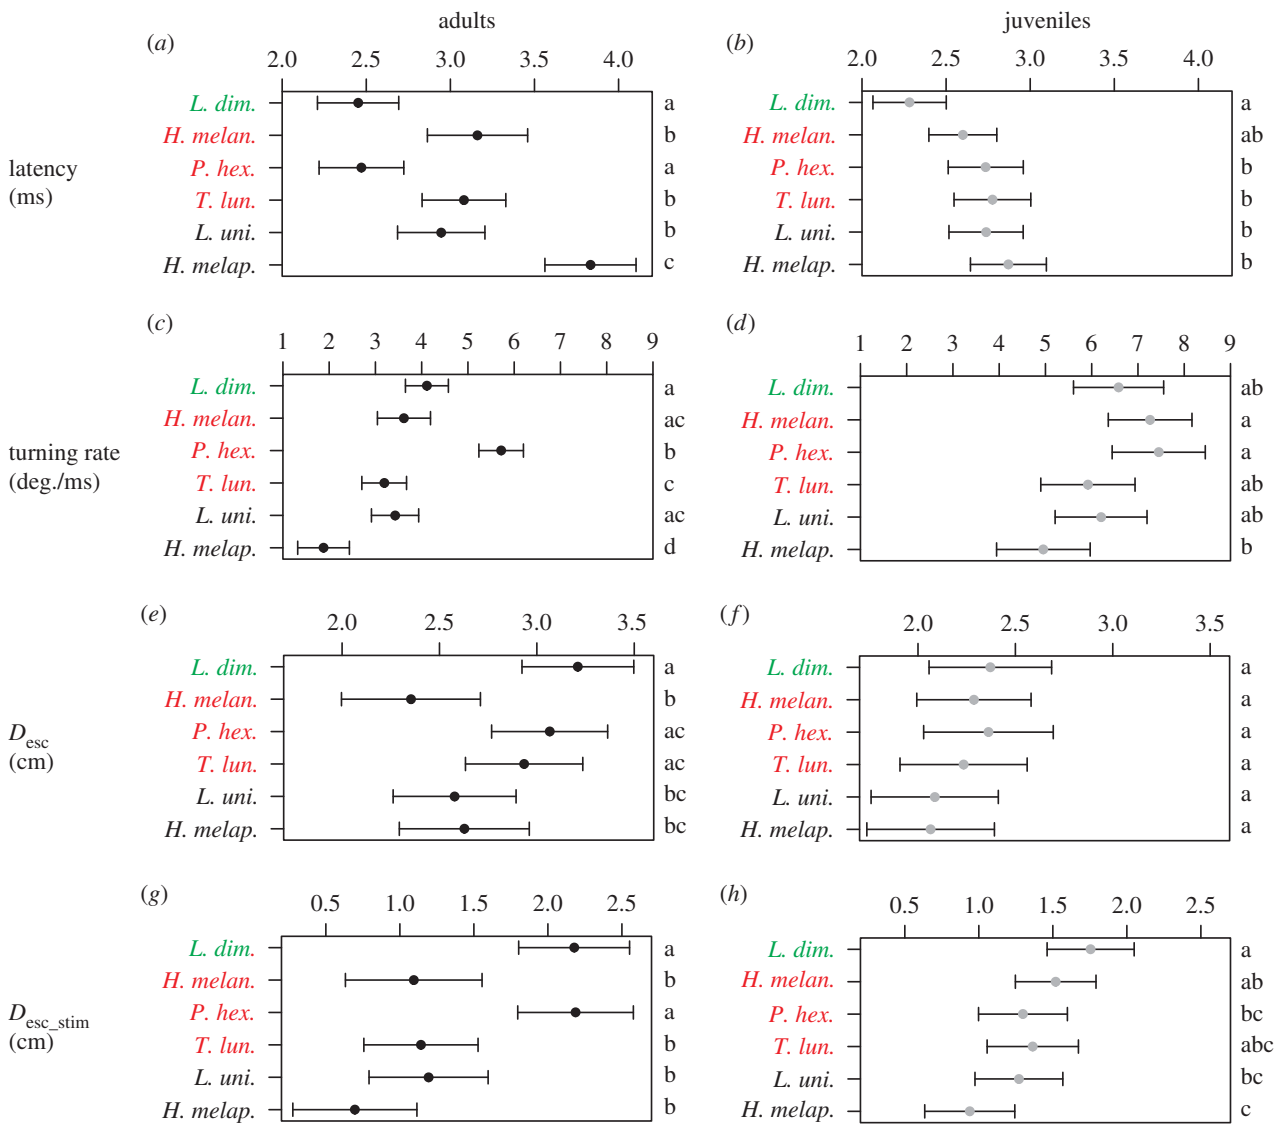 adults juveniles
(a) (b)
2.0 2.5 3.0 3.5 4.0 2.0 2.5 3.0 3.5 4.0
L. dim. a L. dim. a
H. melan. b H. melan. ab
latency
(ms)
P. hex. a P. hex. b
T. lun. b T. lun. b
L. uni. b L. uni. b
H. melap. c H. melap. b
(c) (d)
1 2 3 4 5 6 7 8 9 1 2 3 4 5 6 7 8 9
L. dim. a L. dim. ab
H. melan. ac H. melan. a
turning rate
(deg./ms)
P. hex. b P. hex. a
T. lun. c T. lun. ab
L. uni. ac L. uni. ab
H. melap. d H. melap. b
(e) (f)
2.0 2.5 3.0 3.5 2.0 2.5 3.0 3.5
L. dim. a L. dim. a
H. melan. b H. melan. a
Desc
(cm)
P. hex. ac P. hex. a
T. lun. ac T. lun. a
L. uni. bc L. uni. a
H. melap. bc H. melap. a
(g) (h)
0.5 1.0 1.5 2.0 2.5 0.5 1.0 1.5 2.0 2.5
L. dim. a L. dim. a
H. melan. b H. melan. ab
Desc_stim
(cm)
P. hex. a P. hex. bc
T. lun. b T. lun. abc
L. uni. b L. uni. bc
H. melap. b H. melap. c